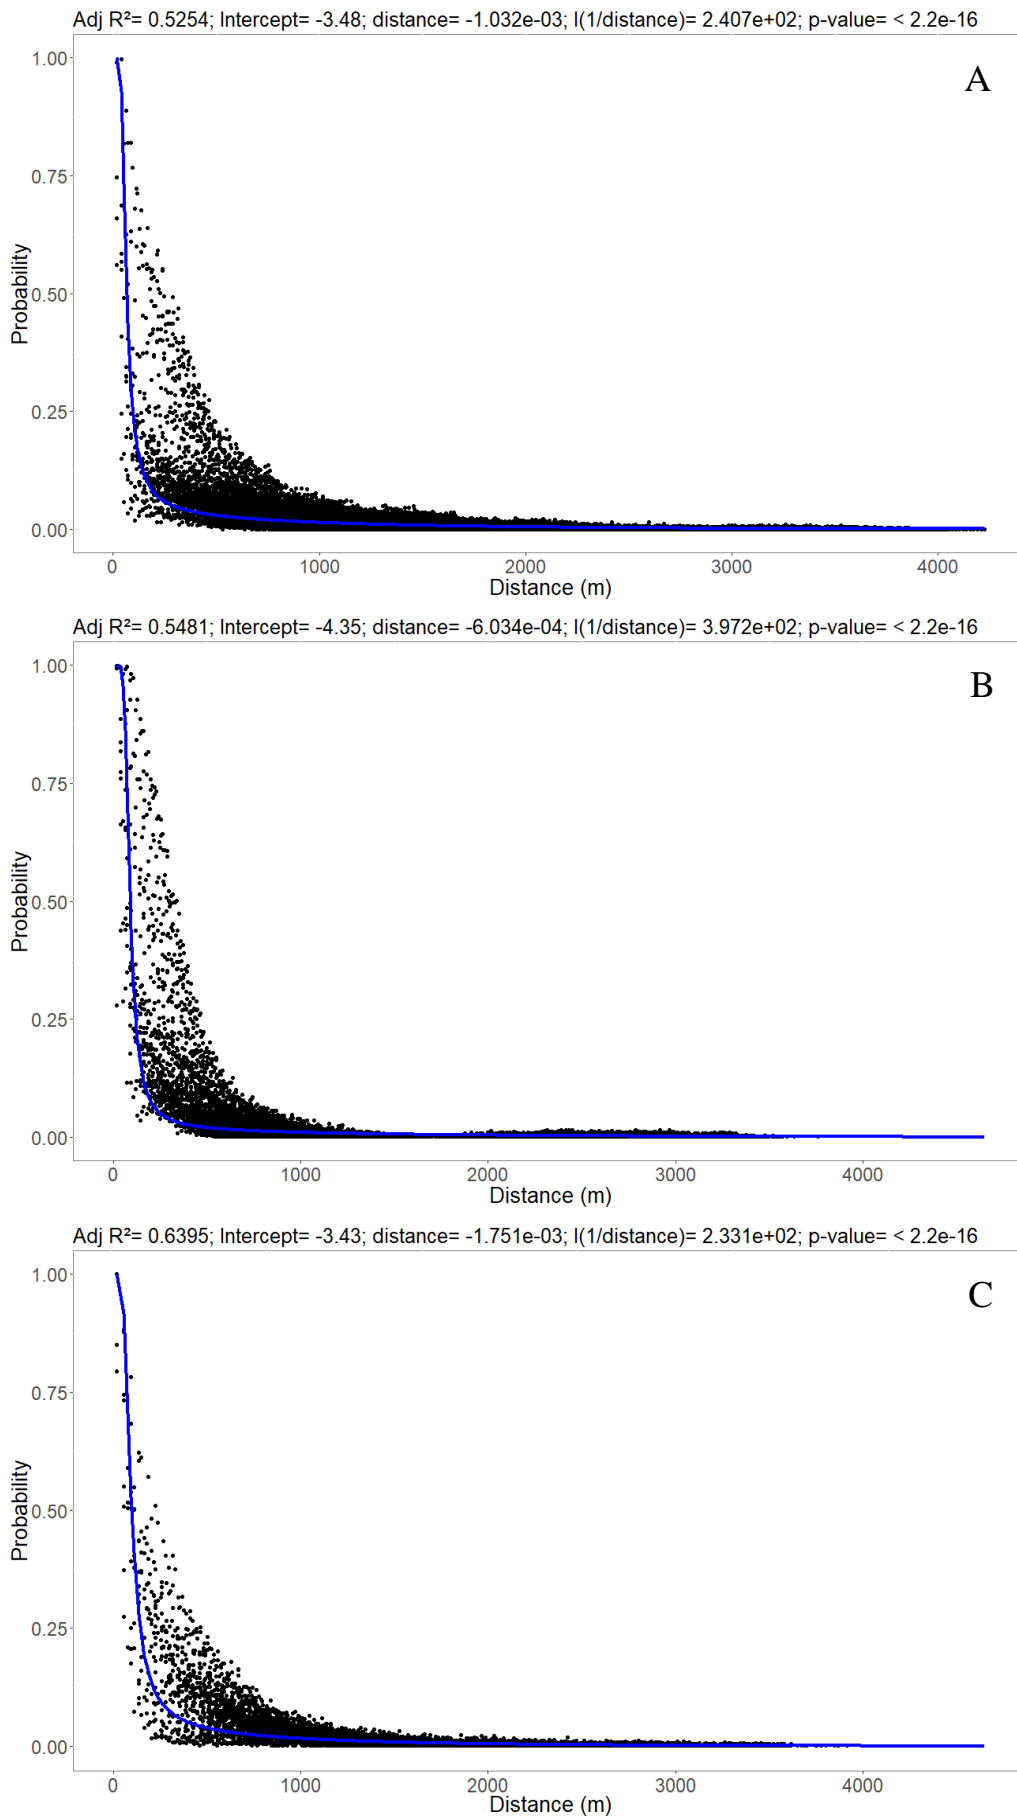 Adj R²= 0.5254; Intercept= -3.48; distance= -1.032e-03; I(1/distance)= 2.407e+02; p-value= < 2.2e-16
A
1.00
0.75
0.50
0.25
0.00
Probability
0 1000 2000 3000 4000
Distance (m)
Adj R²= 0.5481; Intercept= -4.35; distance= -6.034e-04; I(1/distance)= 3.972e+02; p-value= < 2.2e-16
B
1.00
0.75
0.50
0.25
0.00
Probability
0 1000 2000 3000 4000
Distance (m)
Adj R²= 0.6395; Intercept= -3.43; distance= -1.751e-03; I(1/distance)= 2.331e+02; p-value= < 2.2e-16
C
1.00
0.75
0.50
0.25
0.00
Probability
0 1000 2000 3000 4000
Distance (m)